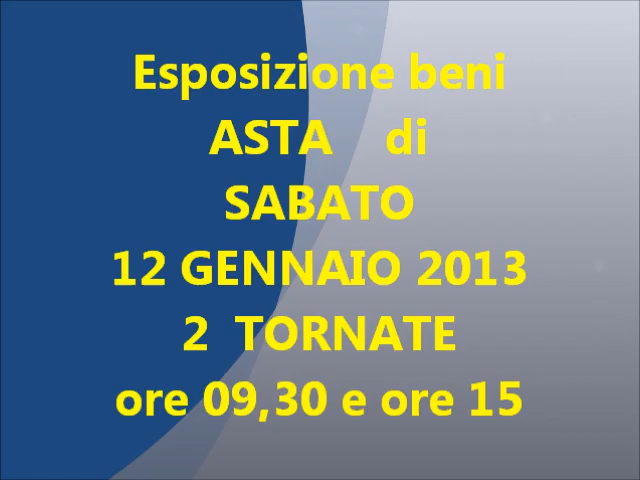 Esposizione beni
ASTA di
SABATO
12 GENNAIO 2013
2 TORNATE
ore 09,30 e ore 15